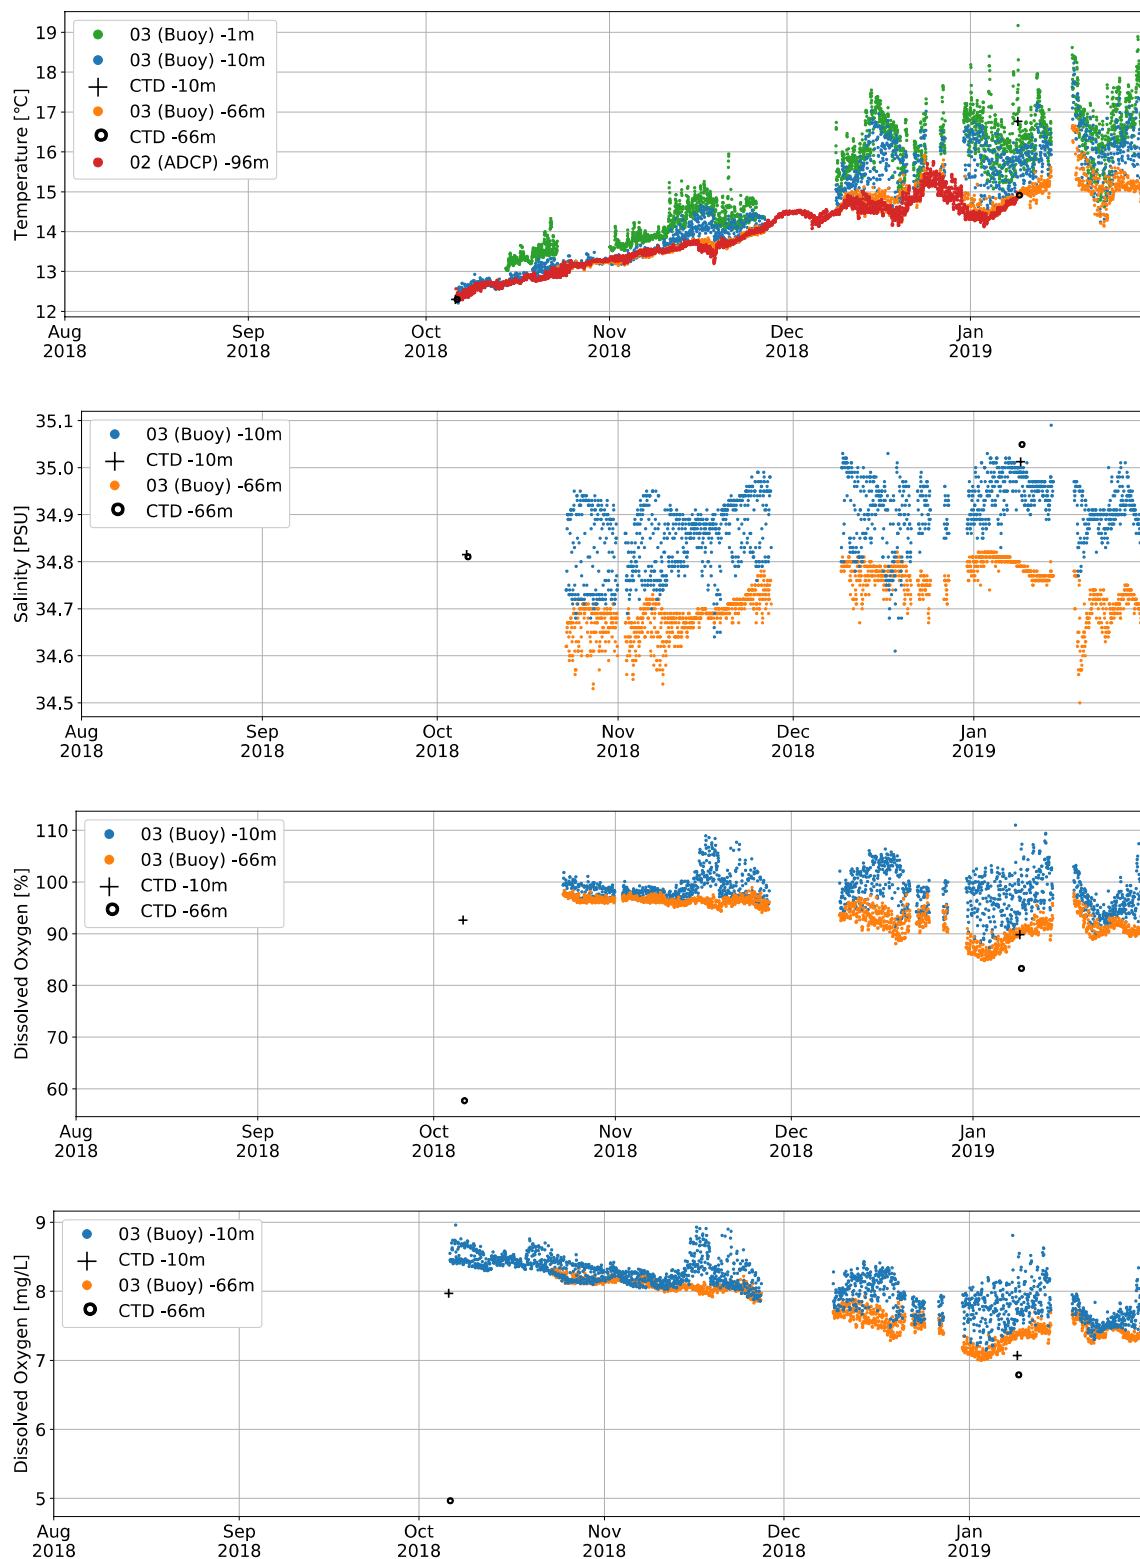 Temperature [℃]
19
18
17
16
15
14
13
12
03 (Buoy) -1m
03 (Buoy) -10m
CTD -10m
03 (Buoy) -66m
CTD -66m
02 (ADCP) -96m
Aug Sep Oct Nov Dec Jan
2018 2018 2018 2018 2018 2019
Salinity [PSU]
35.1
35.0
34.9
34.8
34.7
34.6
34.5
03 (Buoy) -10m
CTD -10m
03 (Buoy) -66m
CTD -66m
Aug Sep Oct Nov Dec Jan
2018 2018 2018 2018 2018 2019
Dissolved Oxygen [%]
110
100
90
80
70
60
03 (Buoy) -10m
03 (Buoy) -66m
CTD -10m
CTD -66m
Aug Sep Oct Nov Dec Jan
2018 2018 2018 2018 2018 2019
Dissolved Oxygen [mg/L]
9
8
7
6
5
03 (Buoy) -10m
CTD -10m
03 (Buoy) -66m
CTD -66m
Aug Sep Oct Nov Dec Jan
2018 2018 2018 2018 2018 2019